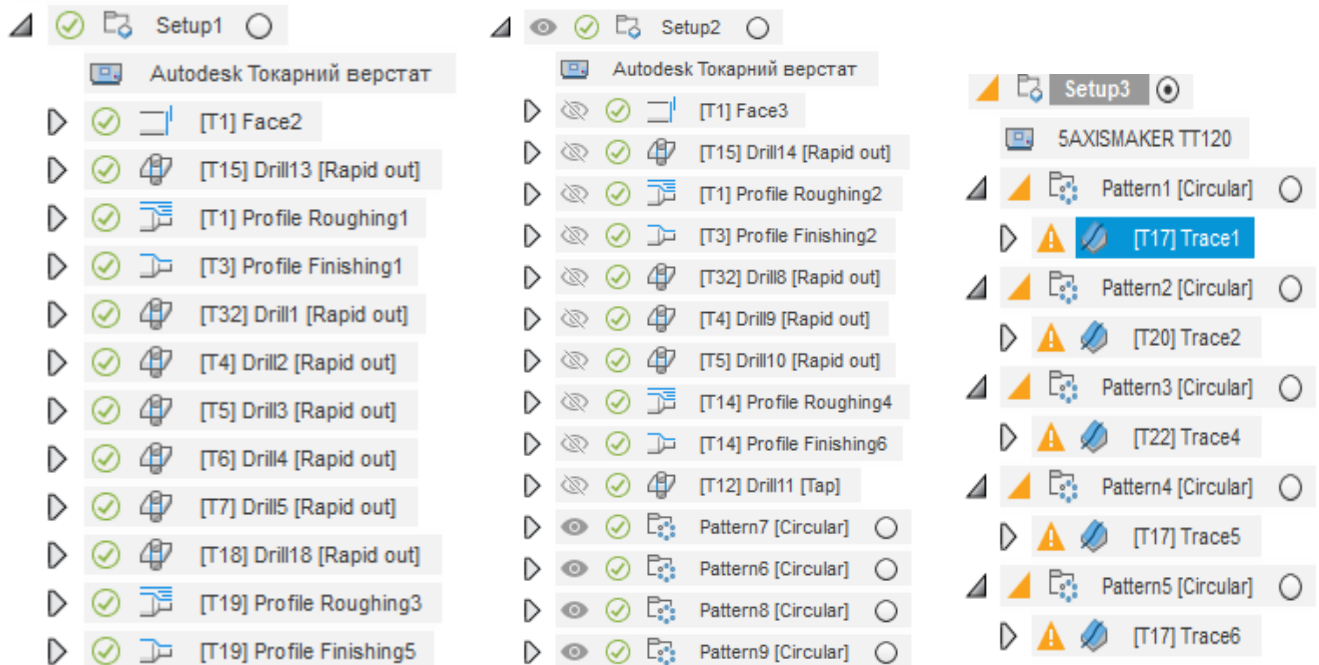 Setup1
Autodesk Токарний верстат
[T1] Face2
[T15] Drill13 [Rapid out]
[T1] Profile Roughing1
[T3] Profile Finishing1
[T32] Drill1 [Rapid out]
[T4] Drill2 [Rapid out]
[T5] Drill3 [Rapid out]
[T6] Drill4 [Rapid out]
[T7] Drill5 [Rapid out]
[T18] Drill18 [Rapid out]
[T19] Profile Roughing3
[T19] Profile Finishing5
Setup2
Autodesk Токарний верстат
[T1] Face3
[T15] Drill14 [Rapid out]
[T1] Profile Roughing2
[T3] Profile Finishing2
[T32] Drill8 [Rapid out]
[T4] Drill9 [Rapid out]
[T5] Drill10 [Rapid out]
[T14] Profile Roughing4
[T14] Profile Finishing6
[T12] Drill11 [Tap]
Pattern7 [Circular]
Pattern6 [Circular]
Pattern8 [Circular]
Pattern9 [Circular]
Setup3
5AXISMAKER TT120
Pattern1 [Circular]
[T17] Trace1
Pattern2 [Circular]
[T20] Trace2
Pattern3 [Circular]
[T22] Trace4
Pattern4 [Circular]
[T17] Trace5
Pattern5 [Circular]
[T17] Trace6